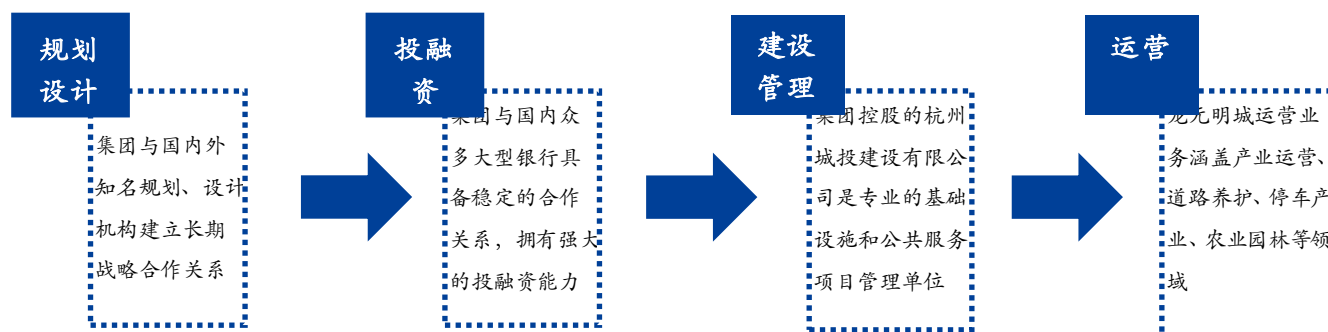 规划
设计
集团与国内外
知名规划、设计
机构建立长期
战略合作关系
投融
资
集团与国内众
多大型银行具
备稳定的合作
关系，拥有强大
的投融资能力
建设
管理
集团控股的杭州
城投建设有限公
司是专业的基础
设施和公共服务
项目管理单位
运营
龙元明城运营业
务涵盖产业运营、
道路养护、停车产
业、农业园林等领
域